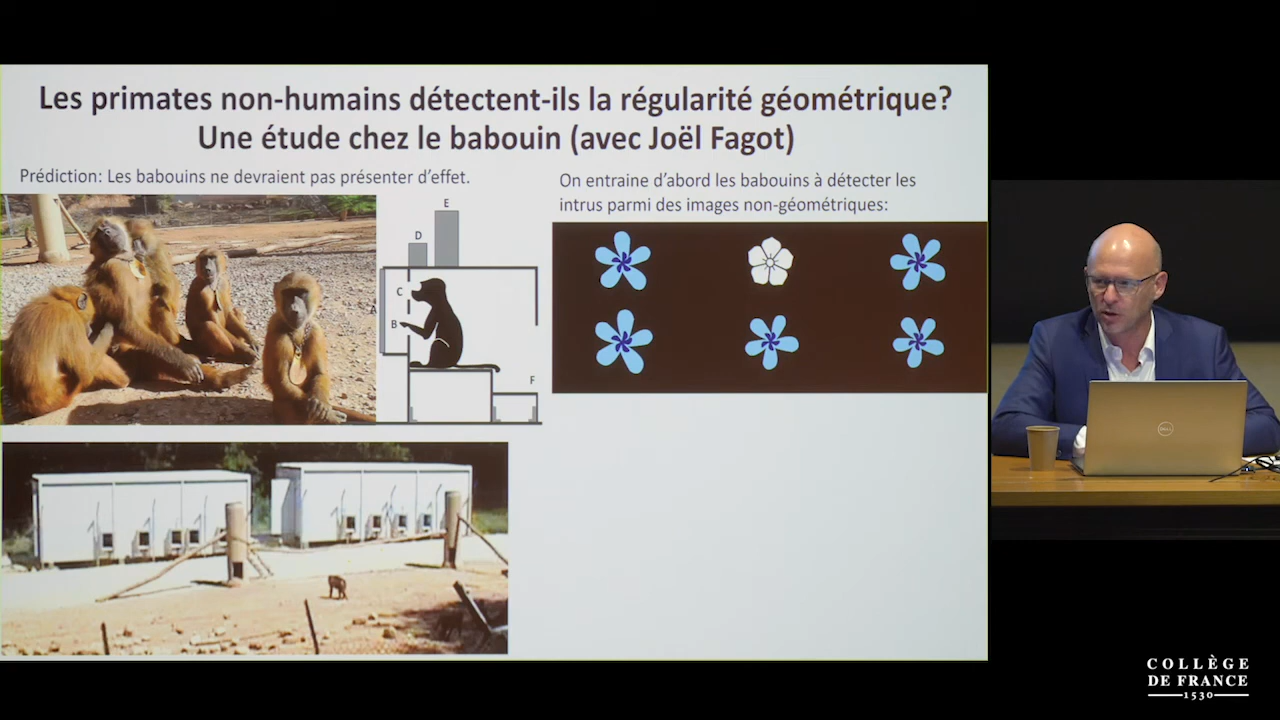 Les primates non-humains détectent-ils la régularité géométrique?
Une étude chez le babouin (avec Joël Fagot)
Prédiction: Les babouins ne devraient pas présenter d'effet.
On entraine d'abord les babouins à détecter les
intrus parmi des images non-géométriques:
E
D
C
A
B
F
DELL
COLLÈGE
DE FRANCE
1530